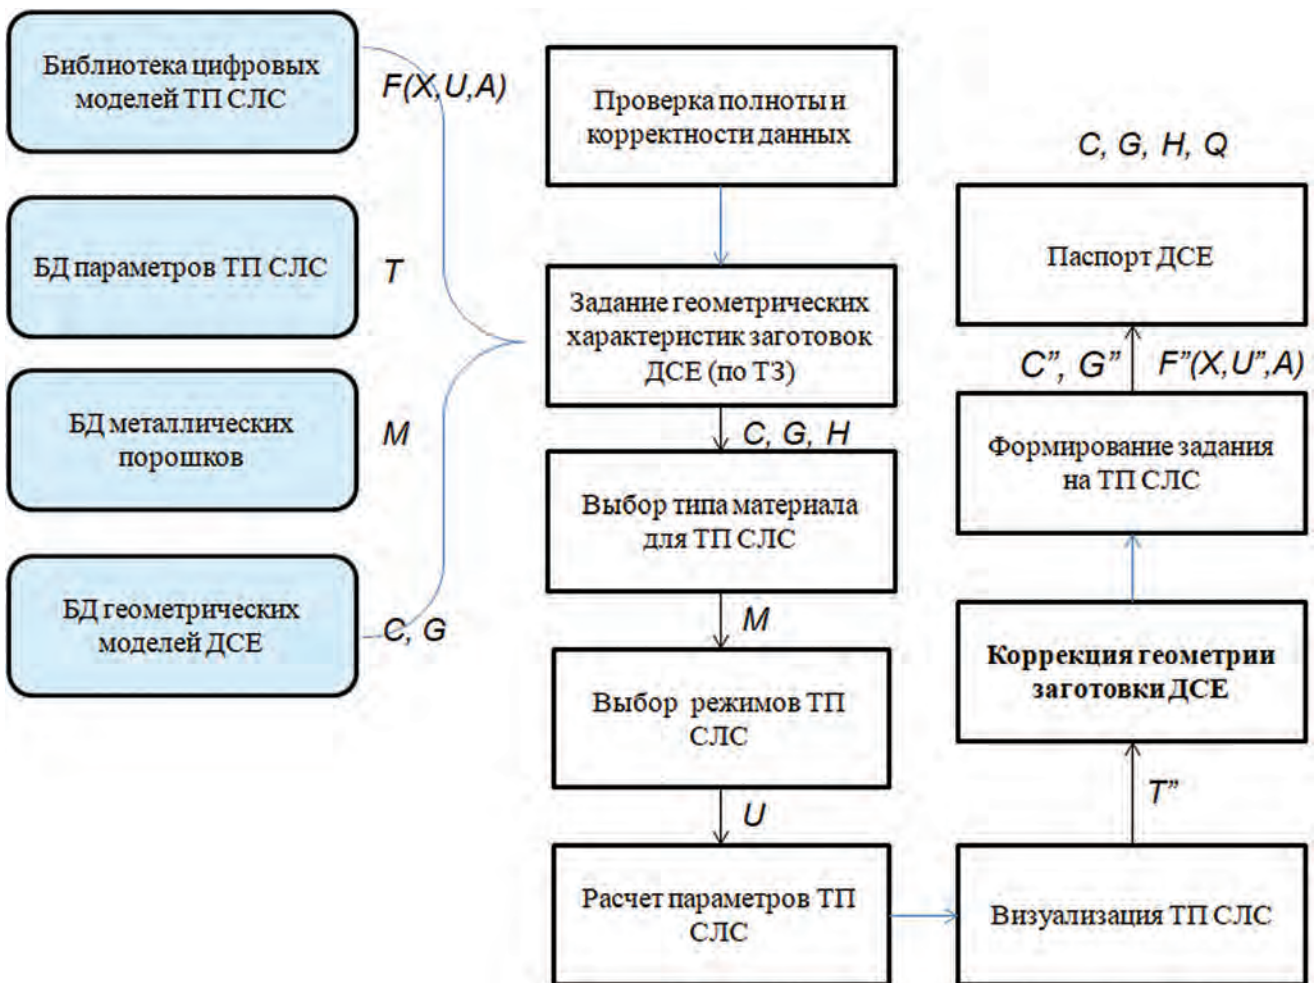 Библиотека цифровых
моделей ТП СЛС
F(X,U,A)
БД параметров ТП СЛС
T
БД металлических
порошков
M
БД геометрических
моделей ДСЕ
C, G
Проверка полноты и
корректности данных
Задание геометрических
характеристик заготовок
ДСЕ (по ТЗ)
C, G, H
Выбор типа материала
для ТП СЛС
M
Выбор режимов ТП
СЛС
U
Расчет параметров ТП
СЛС
Визуализация ТП СЛС
T”
Коррекция геометрии
заготовки ДСЕ
Формирование задания
на ТП СЛС
C”, G” F”(X,U”,A)
Паспорт ДСЕ
C, G, H, Q